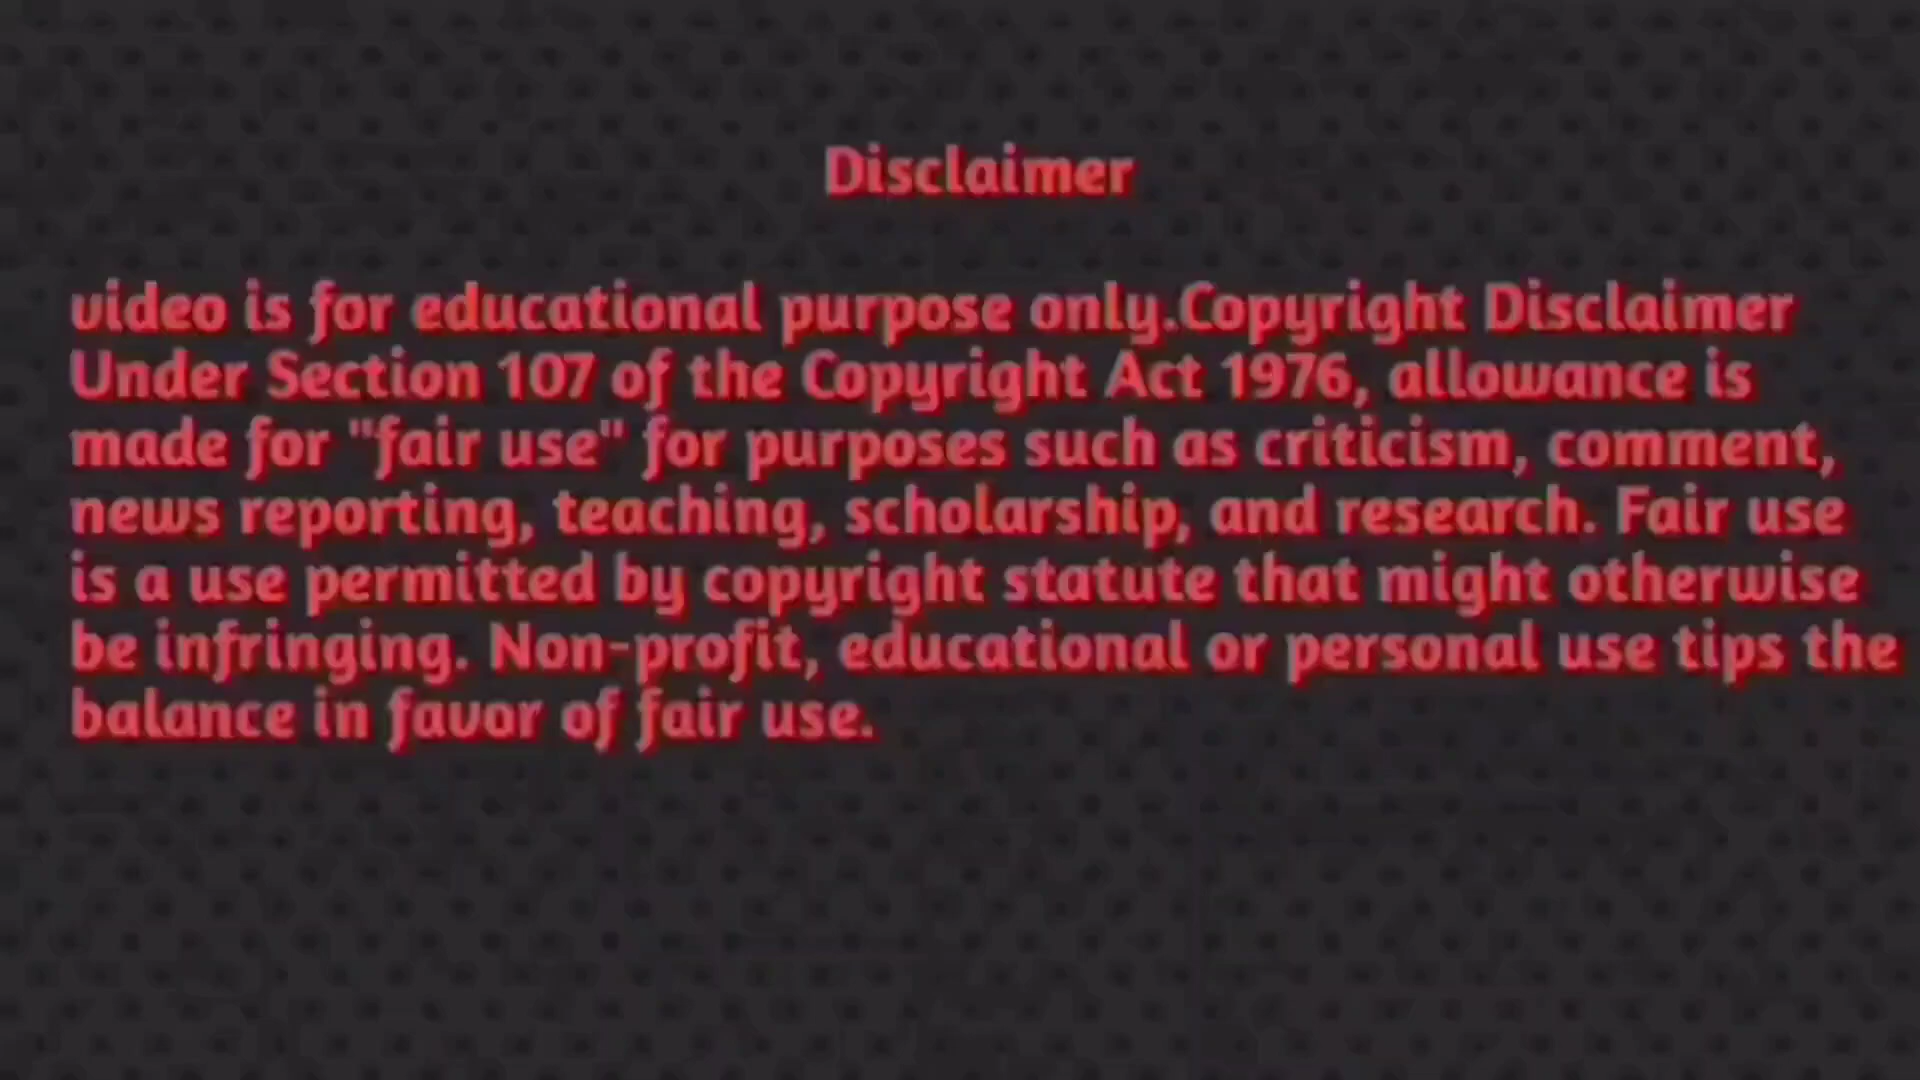 Disclaimer
video is for educational purpose only.Copyright Disclaimer
Under Section 107 of the Copyright Act 1976, allowance is
made for "fair use" for purposes such as criticism, comment,
news reporting, teaching, scholarship, and research. Fair use
is a use permitted by copyright statute that might otherwise
be infringing. Non-profit, educational or personal use tips the
balance in favor of fair use.